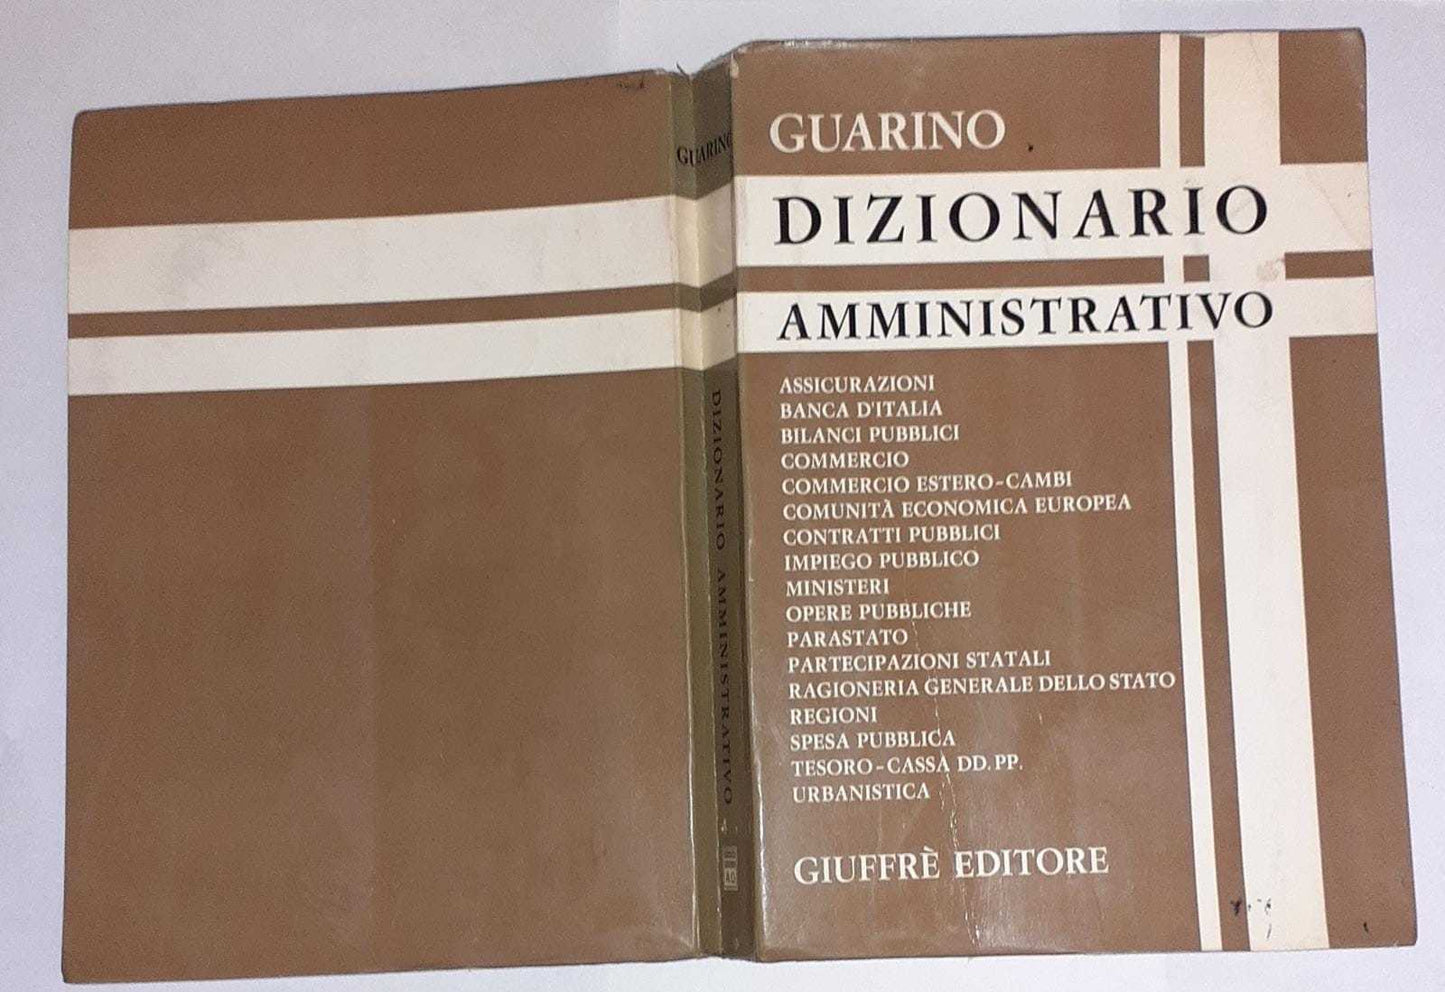 GUARINO
DIZIONARIO AMMINISTRATIVO
GUARINO
DIZIONARIO
AMMINISTRATIVO
ASSICURAZIONI
BANCA D'ITALIA
BILANCI PUBBLICI
COMMERCIO
COMMERCIO ESTERO-CAMBI
COMUNITÀ ECONOMICA EUROPEA
CONTRATTI PUBBLICI
IMPIEGO PUBBLICO
MINISTERI
OPERE PUBBLICHE
PARASTATO
PARTECIPAZIONI STATALI
RAGIONERIA GENERALE DELLO STATO
REGIONI
SPESA PUBBLICA
TESORO-CASSA DD.PP.
URBANISTICA
GIUFFRÈ EDITORE